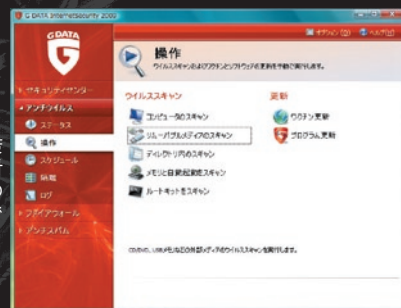 G DATA InternetSecurity 2009
G DATA
オプション(O) ヘルプ(H)
操作
ウイルススキャンおよびワクチンとソフトウェアの更新を手動で実行します。
セキュリティセンター
アンチウイルス
ステータス
操作
スケジュール
隔離
ログ
ファイアウォール
アンチスパム
ウイルススキャン
コンピュータのスキャン
リムーバブルメディアのスキャン
ディレクトリ内のスキャン
メモリと自動起動をスキャン
ルートキットをスキャン
更新
ワクチン更新
プログラム更新
CD/DVD、USBメモリなどの外部メディアのウイルススキャンを実行します。